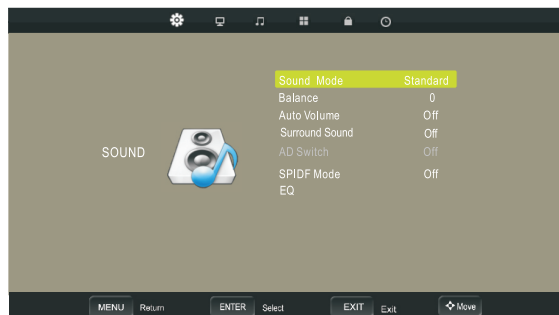 Sound Mode Standard
Balance 0
Auto Volume Off
Surround Sound Off
SOUND
AD Switch Off
SPIDF Mode Off
EQ
MENU Return ENTER Select EXIT Exit Move